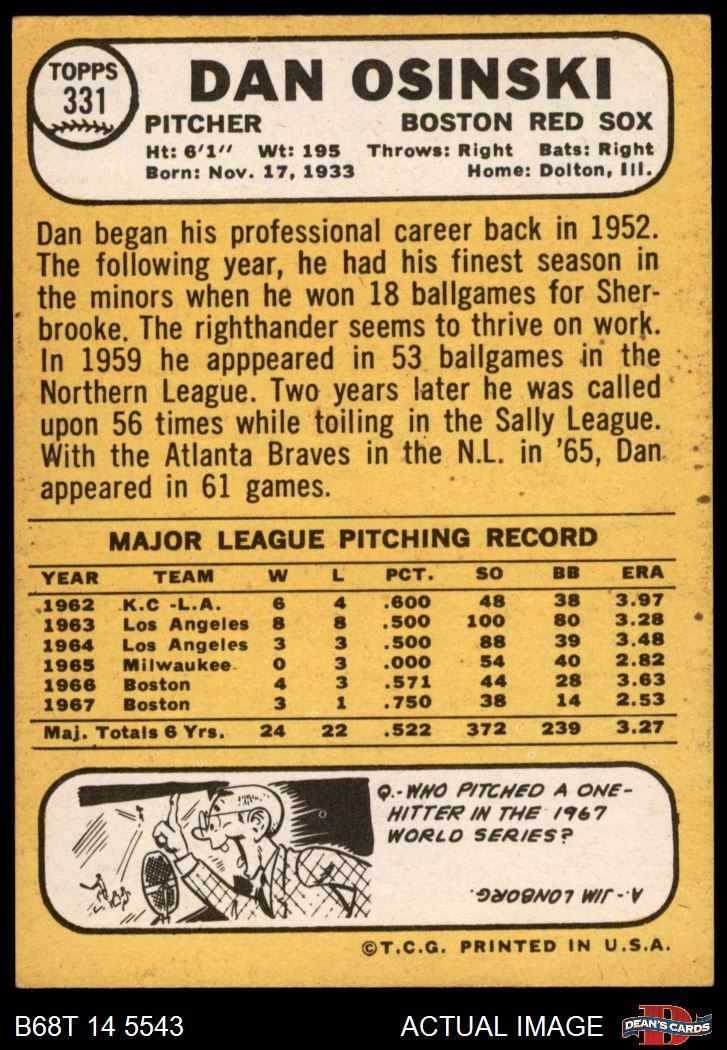 TOPPS
331
DAN OSINSKI
PITCHER BOSTON RED SOX
Ht: 6'1" Wt: 195 Throws: Right Bats: Right
Born: Nov. 17, 1933 Home: Dolton, Ill.
Dan began his professional career back in 1952.
The following year, he had his finest season in
the minors when he won 18 ballgames for Sher-
brooke. The righthander seems to thrive on work.
In 1959 he apppeared in 53 ballgames in the
Northern League. Two years later he was called
upon 56 times while toiling in the Sally League.
With the Atlanta Braves in the N.L. in '65, Dan
appeared in 61 games.
MAJOR LEAGUE PITCHING RECORD
YEAR TEAM W L PCT. SO BB ERA
1962 K.C -L.A. 6 4 .600 48 38 3.97
1963 Los Angeles 8 8 .500 100 80 3.28
1964 Los Angeles 3 3 .500 88 39 3.48
1965 Milwaukee 0 3 .000 54 40 2.82
1966 Boston 4 3 .571 44 28 3.63
1967 Boston 3 1 .750 38 14 2.53
Maj. Totals 6 Yrs. 24 22 .522 372 239 3.27
Q.-WHO PITCHED A ONE-
HITTER IN THE 1967
WORLD SERIES?
A.-JIM LONBORG.
©T.C.G. PRINTED IN U.S.A.
B68T 14 5543 ACTUAL IMAGE DEAN'S CARDS